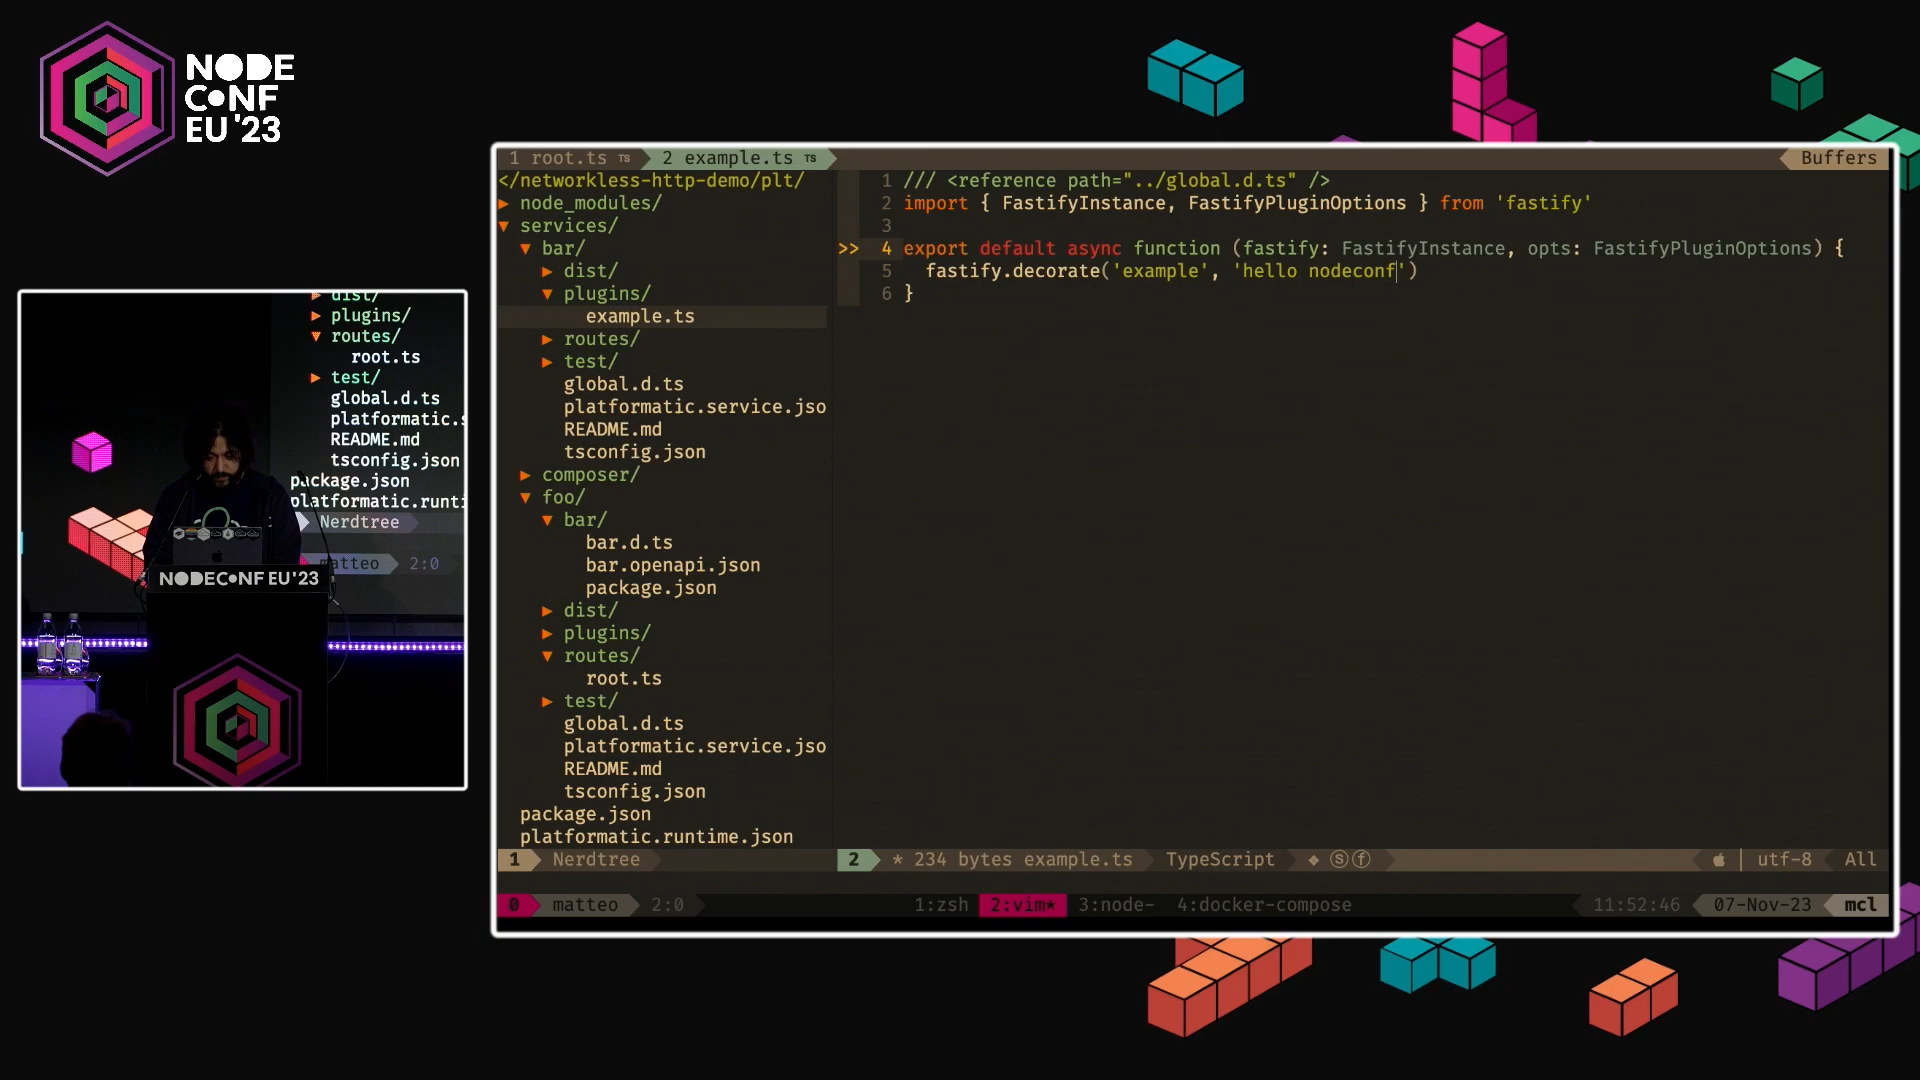 NODE
CONF
EU '23
1 root.ts TS 2 example.ts TS
Buffers
</networkless-http-demo/plt/
▸ node_modules/
▾ services/
▾ bar/
▸ dist/
▾ plugins/
example.ts
▸ routes/
▸ test/
global.d.ts
platformatic.service.jso
README.md
tsconfig.json
▸ composer/
▾ foo/
▾ bar/
bar.d.ts
bar.openapi.json
package.json
▸ dist/
▸ plugins/
▾ routes/
root.ts
▸ test/
global.d.ts
platformatic.service.jso
README.md
tsconfig.json
package.json
platformatic.runtime.json
1 /// <reference path="../global.d.ts" />
2 import { FastifyInstance, FastifyPluginOptions } from 'fastify'
3
>> 4 export default async function (fastify: FastifyInstance, opts: FastifyPluginOptions) {
5 fastify.decorate('example', 'hello nodeconf')
6 }
1 Nerdtree
2 * 234 bytes example.ts TypeScript ◆ ⓢⓕ utf-8 All
0 matteo 2:0 1:zsh 2:vim* 3:node- 4:docker-compose 11:52:46 07-Nov-23 mcl
dist/
▸ plugins/
▾ routes/
root.ts
▸ test/
global.d.ts
platformatic.s
README.md
tsconfig.json
package.json
platformatic.runti
Nerdtree
matteo 2:0
NODECONF EU '23